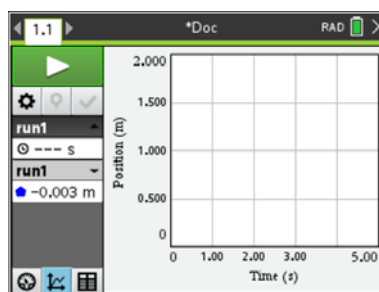 1.1 *Doc RAD
2.000
run1
--- s
run1
-0.003 m
Position (m)
1.500
1.000
0.500
0
0 1.00 2.00 3.00 5.00
Time (s)